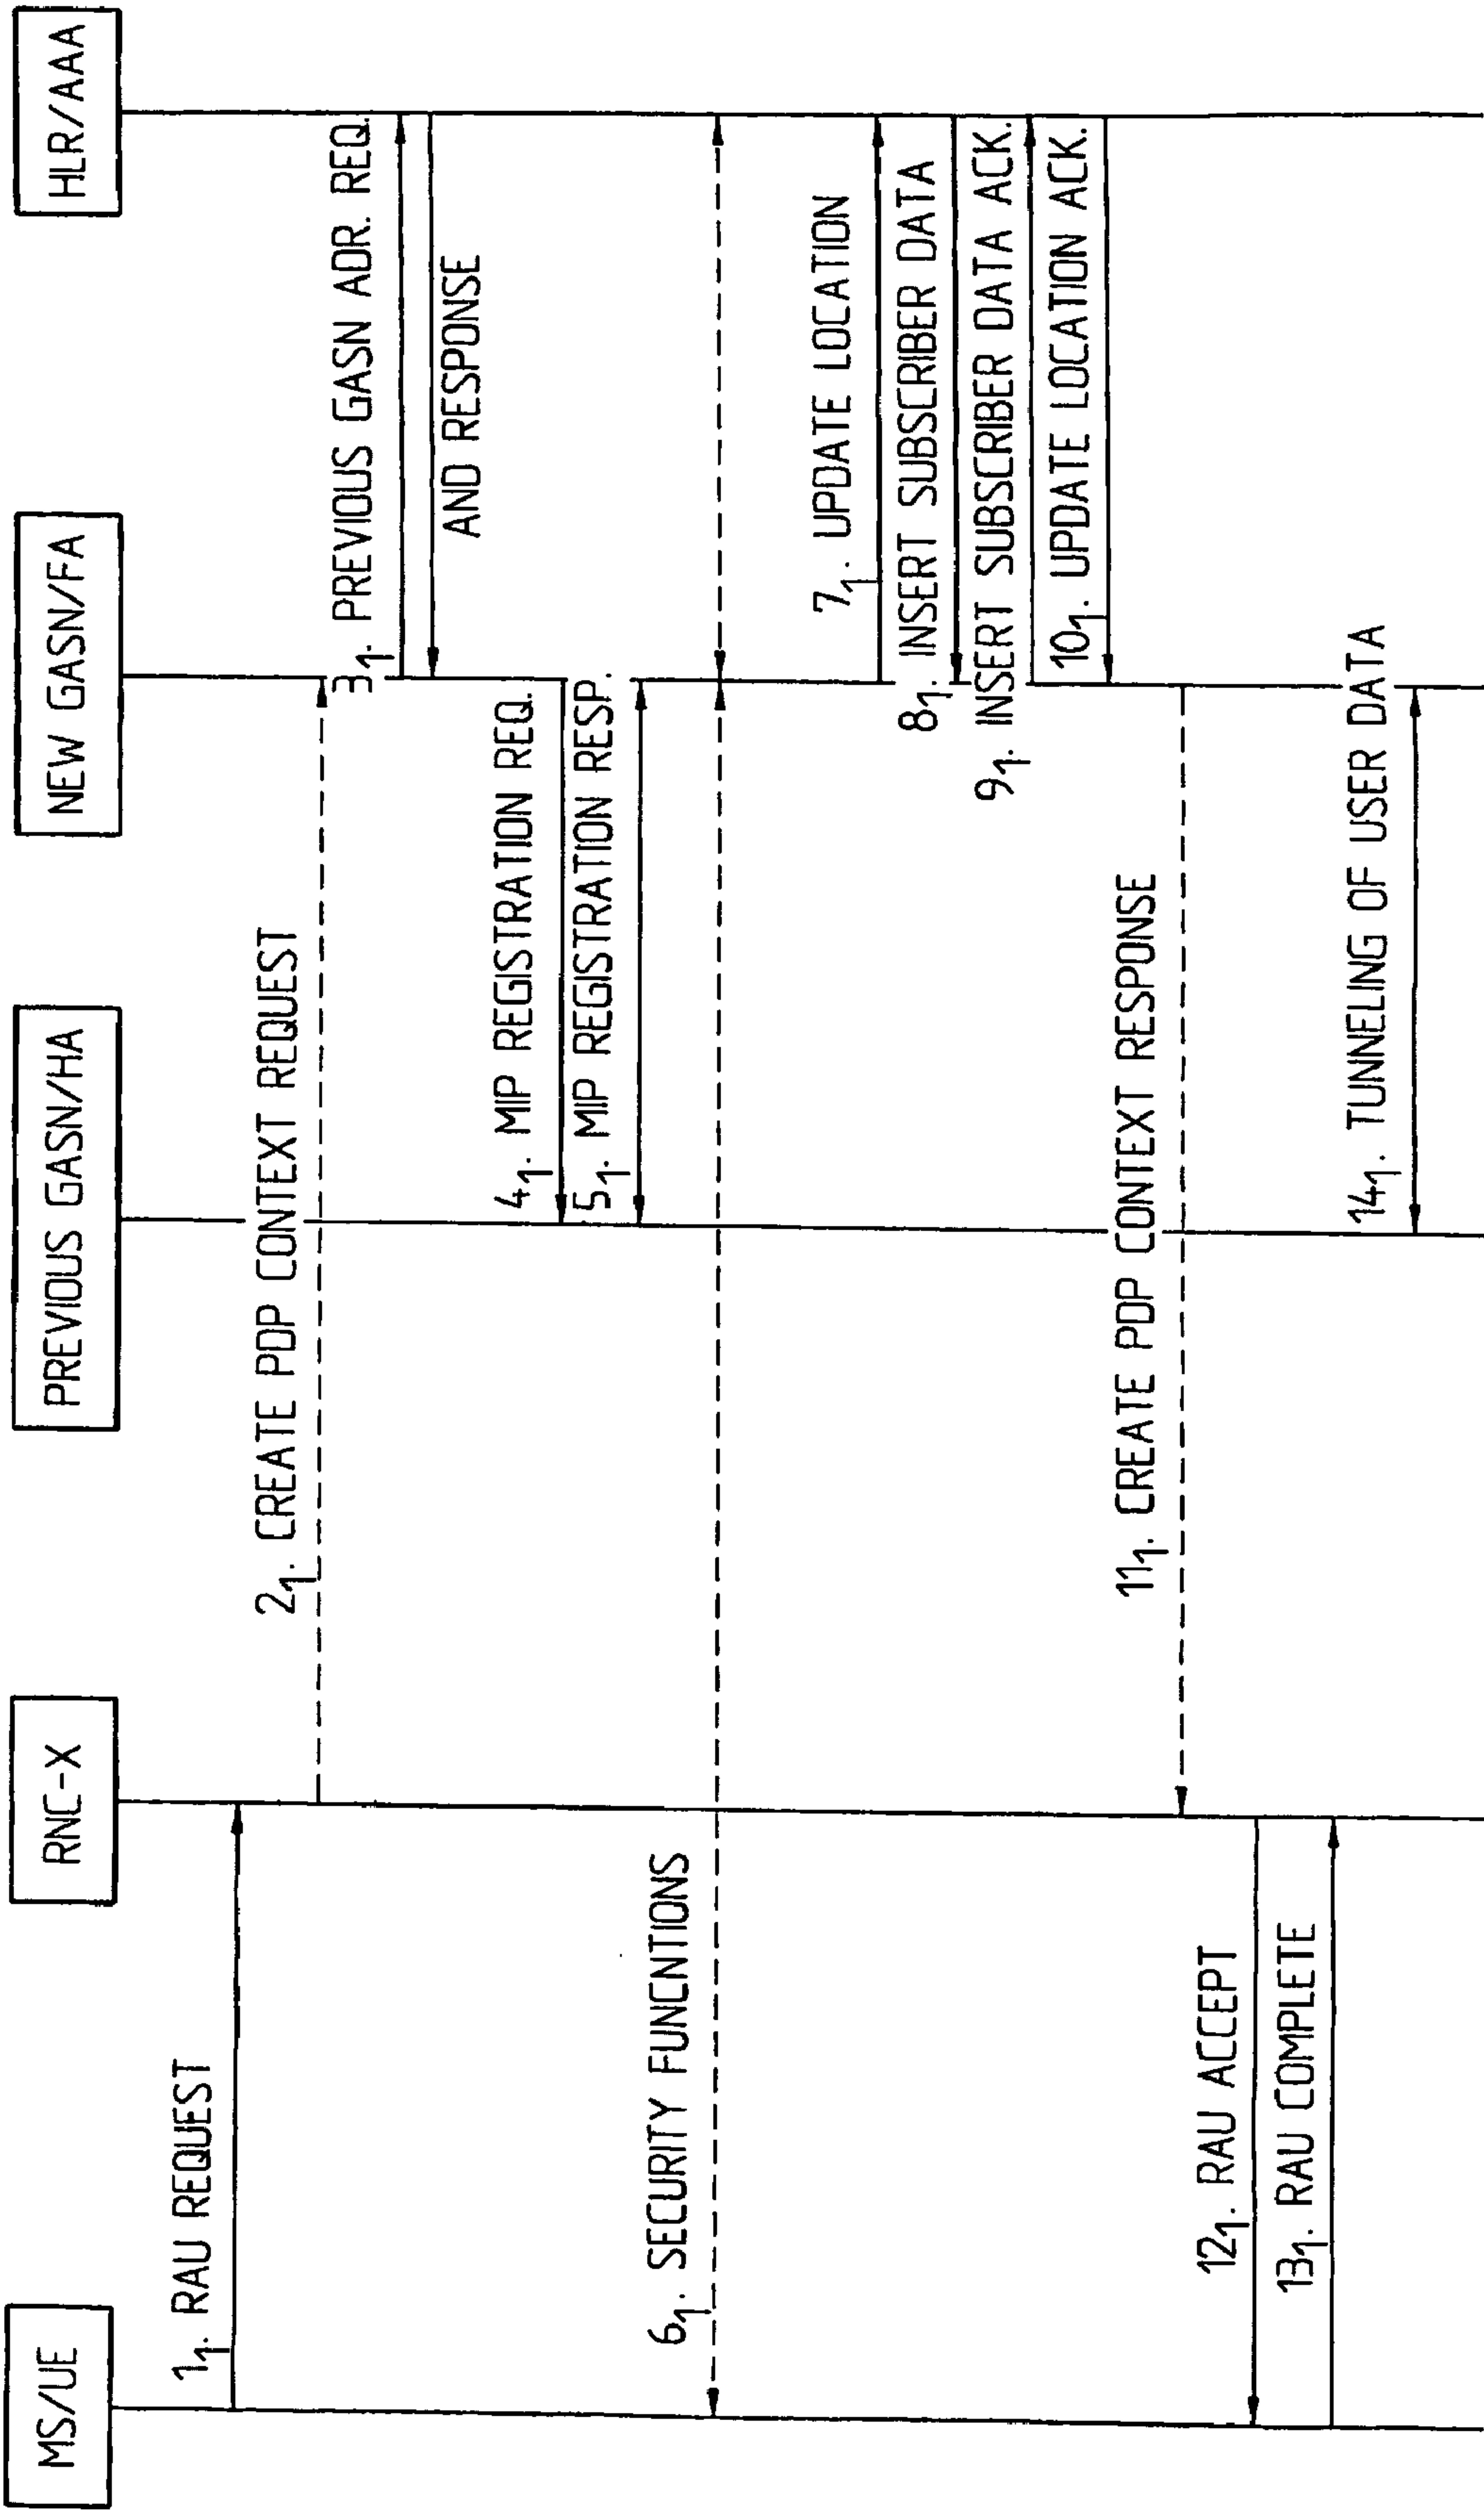 MS/UE
RNC-X
PREVIOUS GASN/HA
NEW GASN/FA
HLR/AAA
1₁. RAU REQUEST
2₁. CREATE PDP CONTEXT REQUEST
3₁. PREVIOUS GASN ADR. REQ.
AND RESPONSE
4₁. MIP REGISTRATION REQ.
5₁. MIP REGISTRATION RESP.
6₁. SECURITY FUNCNTIONS
7₁. UPDATE LOCATION
8₁. INSERT SUBSCRIBER DATA
9₁. INSERT SUBSCRIBER DATA ACK.
10₁. UPDATE LOCATION ACK.
11₁. CREATE PDP CONTEXT RESPONSE
12₁. RAU ACCEPT
13₁. RAU COMPLETE
14₁. TUNNELING OF USER DATA